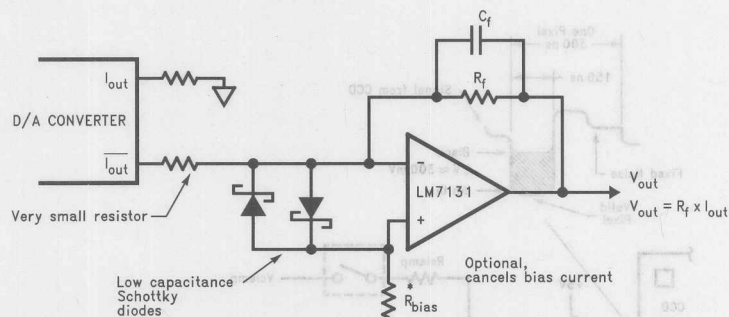 C_f
I_out
R_f
D/A CONVERTER
I̅_out
−
LM7131
V_out
V_out = R_f x I_out
Very small resistor
+
Low capacitance
Schottky
diodes
Optional,
cancels bias current
*
R_bias